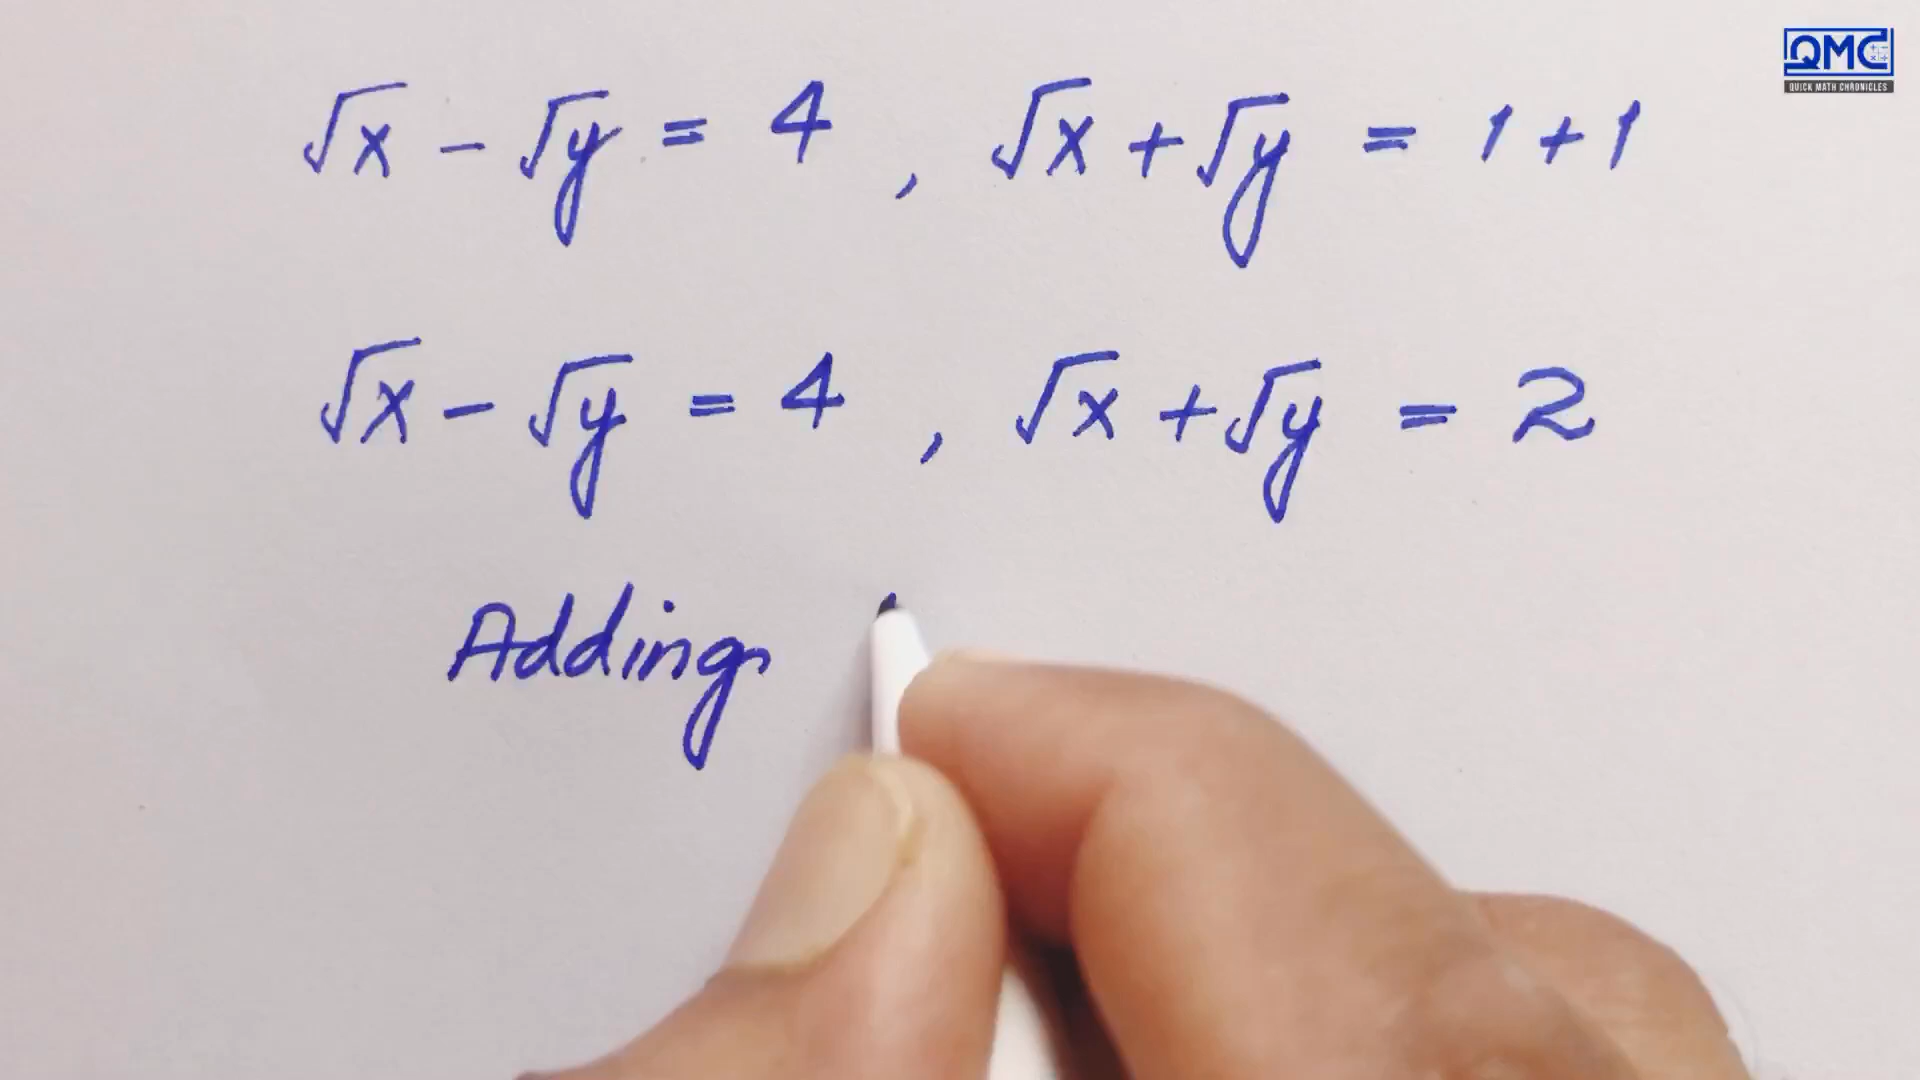 QMC
QUICK MATH CHRONICLES
√x - √y = 4 , √x + √y = 1 + 1
√x - √y = 4 , √x + √y = 2
Adding